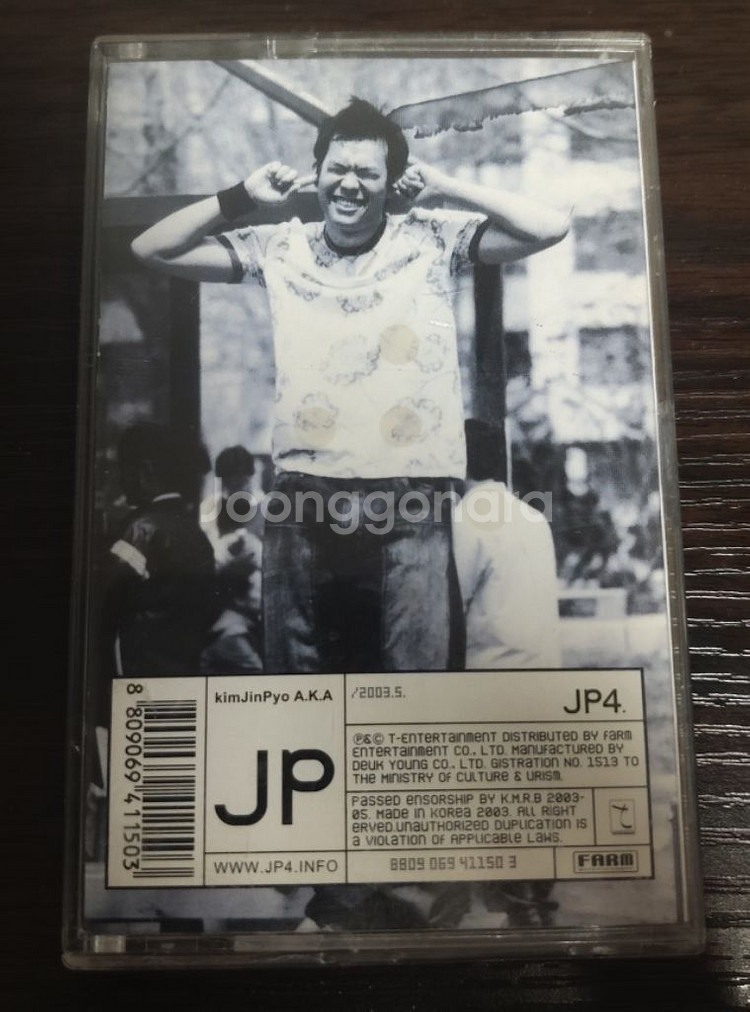 Joonggonara
kimJinPyo A.K.A
JP
WWW.JP4.INFO
/2003.5.
JP4.
℗&© T-ENTERTAINMENT DISTRIBUTED BY FARM
ENTERTAINMENT CO., LTD. MANUFACTURED BY
DEUK YOUNG CO., LTD. GISTRATION NO. 1513 TO
THE MINISTRY OF CULTURE & URISM.
PASSED ENSORSHIP BY K.M.R.B 2003-
05. MADE IN KOREA 2003. ALL RIGHT
ERVED.UNAUTHORIZED DUPLICATION IS
A VIOLATION OF APPLICABLE LAWS.
t
8809 069 41150 3
FARM
8 809069 411503